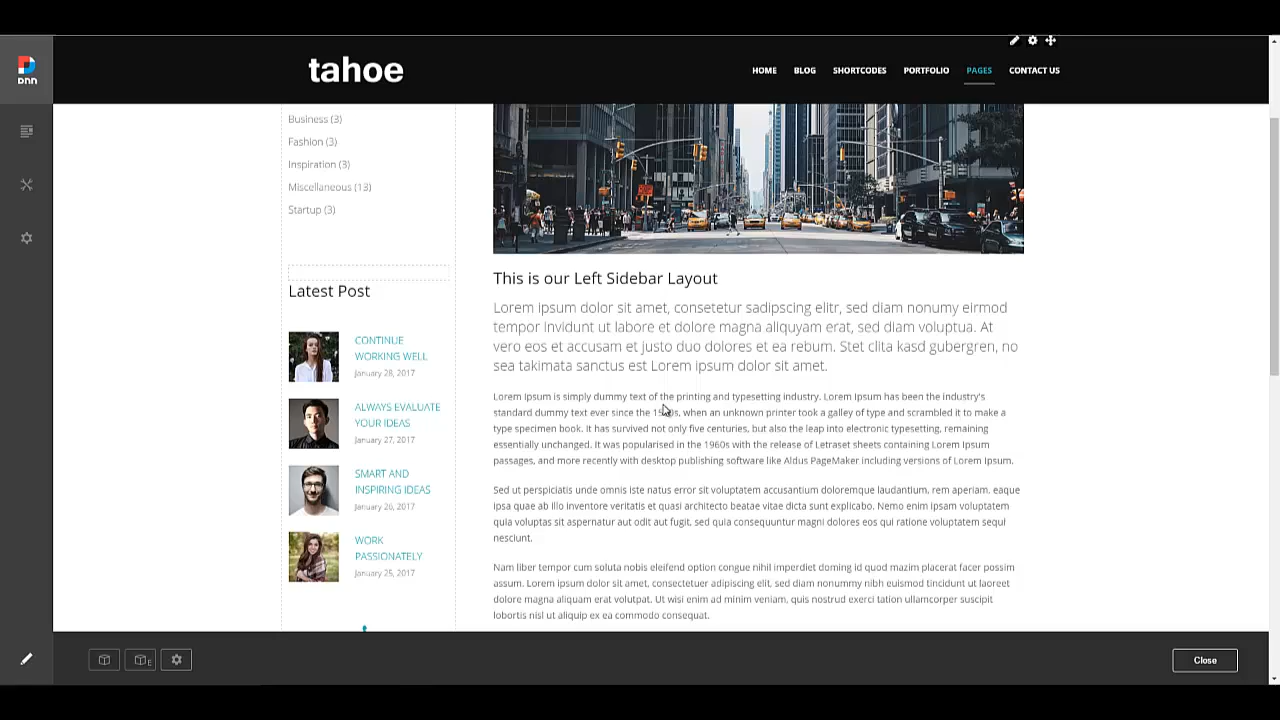 DNN
tahoe
HOME BLOG SHORTCODES PORTFOLIO PAGES CONTACT US
Business (3)
Fashion (3)
Inspiration (3)
Miscellaneous (13)
Startup (3)
Latest Post
CONTINUE
WORKING WELL
January 28, 2017
ALWAYS EVALUATE
YOUR IDEAS
January 27, 2017
SMART AND
INSPIRING IDEAS
January 26, 2017
WORK
PASSIONATELY
January 25, 2017
This is our Left Sidebar Layout
Lorem ipsum dolor sit amet, consetetur sadipscing elitr, sed diam nonumy eirmod
tempor invidunt ut labore et dolore magna aliquyam erat, sed diam voluptua. At
vero eos et accusam et justo duo dolores et ea rebum. Stet clita kasd gubergren, no
sea takimata sanctus est Lorem ipsum dolor sit amet.
Lorem Ipsum is simply dummy text of the printing and typesetting industry. Lorem Ipsum has been the industry's
standard dummy text ever since the when an unknown printer took a galley of type and scrambled it to make a
type specimen book. It has survived not only five centuries, but also the leap into electronic typesetting, remaining
essentially unchanged. It was popularised in the 1960s with the release of Letraset sheets containing Lorem Ipsum
passages, and more recently with desktop publishing software like Aldus PageMaker including versions of Lorem Ipsum.
Sed ut perspiciatis unde omnis iste natus error sit voluptatem accusantium doloremque laudantium, rem aperiam, eaque
ipsa quae ab illo inventore veritatis et quasi architecto beatae vitae dicta sunt explicabo. Nemo enim ipsam voluptatem
quia voluptas sit aspernatur aut odit aut fugit, sed quia consequuntur magni dolores eos qui ratione voluptatem sequi
nesciunt.
Nam liber tempor cum soluta nobis eleifend option congue nihil imperdiet doming id quod mazim placerat facer possim
assum. Lorem ipsum dolor sit amet, consectetuer adipiscing elit, sed diam nonummy nibh euismod tincidunt ut laoreet
dolore magna aliquam erat volutpat. Ut wisi enim ad minim veniam, quis nostrud exerci tation ullamcorper suscipit
lobortis nisl ut aliquip ex ea commodo consequat.
E
Close